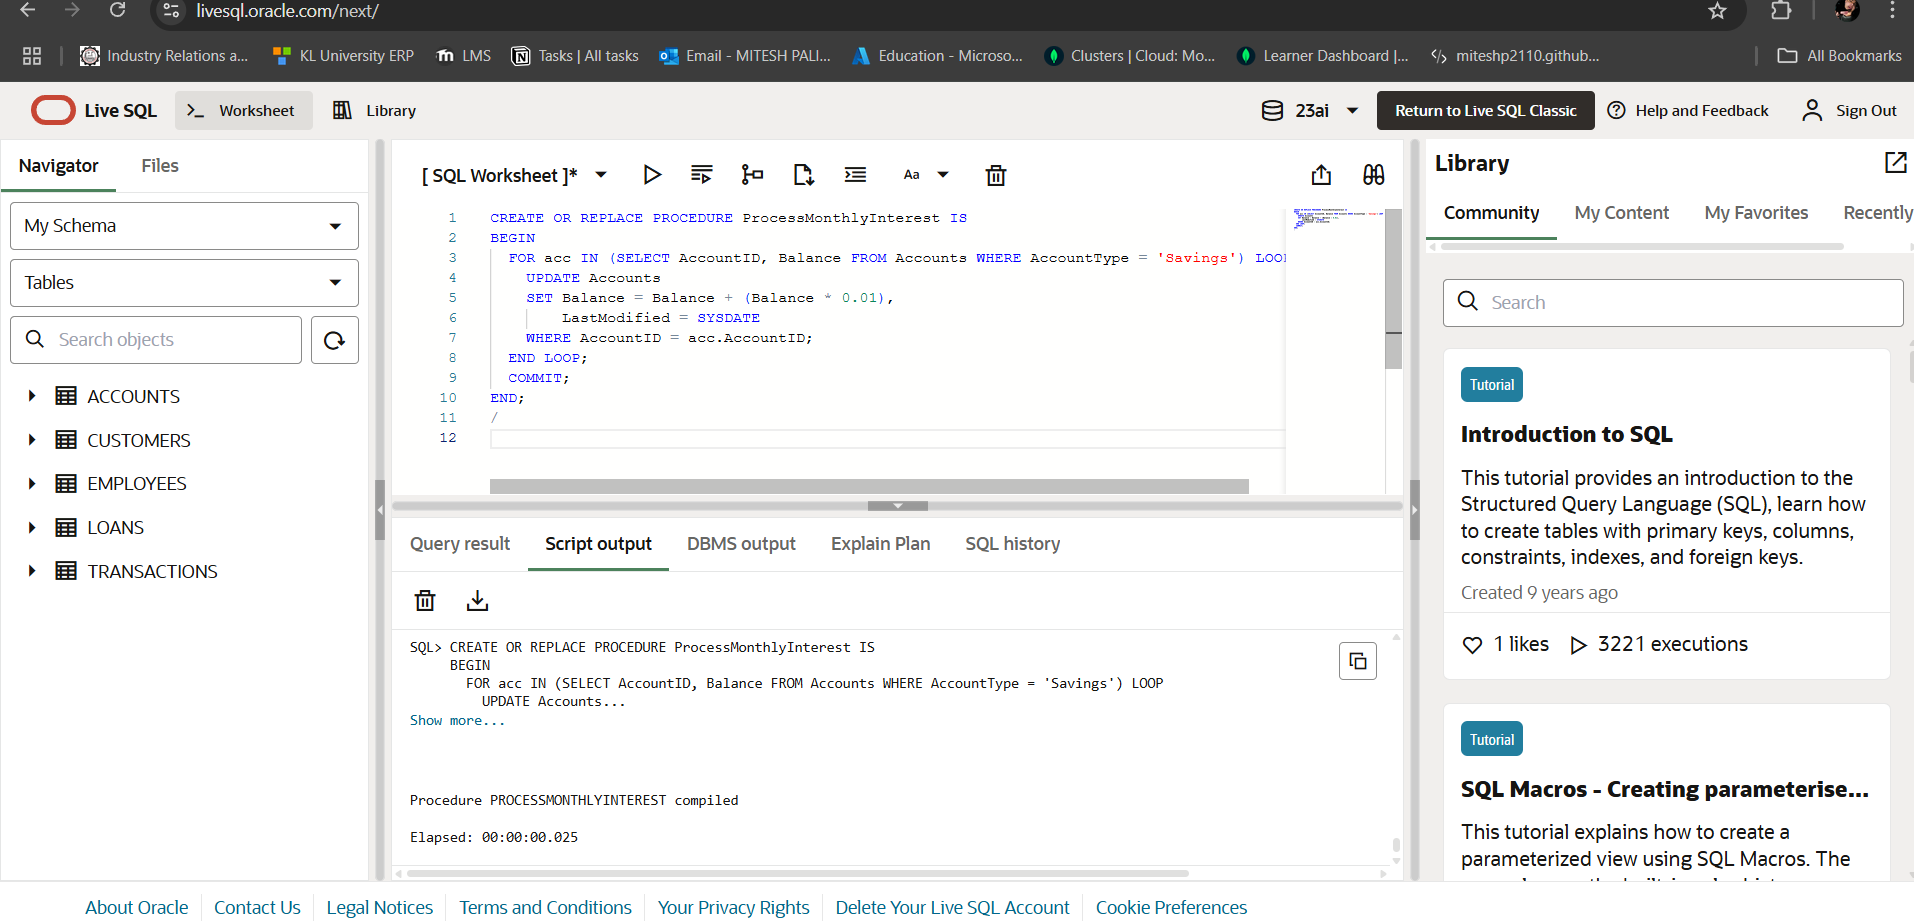 livesql.oracle.com/next/
Industry Relations a...
KL University ERP
LMS
Tasks | All tasks
Email - MITESH PALI...
Education - Microso...
Clusters | Cloud: Mo...
Learner Dashboard |...
miteshp2110.github...
All Bookmarks
Live SQL
Worksheet
Library
23ai
Return to Live SQL Classic
Help and Feedback
Sign Out
Navigator
Files
My Schema
Tables
Search objects
ACCOUNTS
CUSTOMERS
EMPLOYEES
LOANS
TRANSACTIONS
[ SQL Worksheet ]*
Aa
1 CREATE OR REPLACE PROCEDURE ProcessMonthlyInterest IS
2 BEGIN
3 FOR acc IN (SELECT AccountID, Balance FROM Accounts WHERE AccountType = 'Savings') LOO
4 UPDATE Accounts
5 SET Balance = Balance + (Balance * 0.01),
6 LastModified = SYSDATE
7 WHERE AccountID = acc.AccountID;
8 END LOOP;
9 COMMIT;
10 END;
11 /
12
Query result
Script output
DBMS output
Explain Plan
SQL history
SQL> CREATE OR REPLACE PROCEDURE ProcessMonthlyInterest IS
BEGIN
FOR acc IN (SELECT AccountID, Balance FROM Accounts WHERE AccountType = 'Savings') LOOP
UPDATE Accounts...
Show more...
Procedure PROCESSMONTHLYINTEREST compiled
Elapsed: 00:00:00.025
Library
Community
My Content
My Favorites
Recently
Search
Tutorial
Introduction to SQL
This tutorial provides an introduction to the
Structured Query Language (SQL), learn how
to create tables with primary keys, columns,
constraints, indexes, and foreign keys.
Created 9 years ago
1 likes
3221 executions
Tutorial
SQL Macros - Creating parameterise...
This tutorial explains how to create a
parameterized view using SQL Macros. The
About Oracle
Contact Us
Legal Notices
Terms and Conditions
Your Privacy Rights
Delete Your Live SQL Account
Cookie Preferences